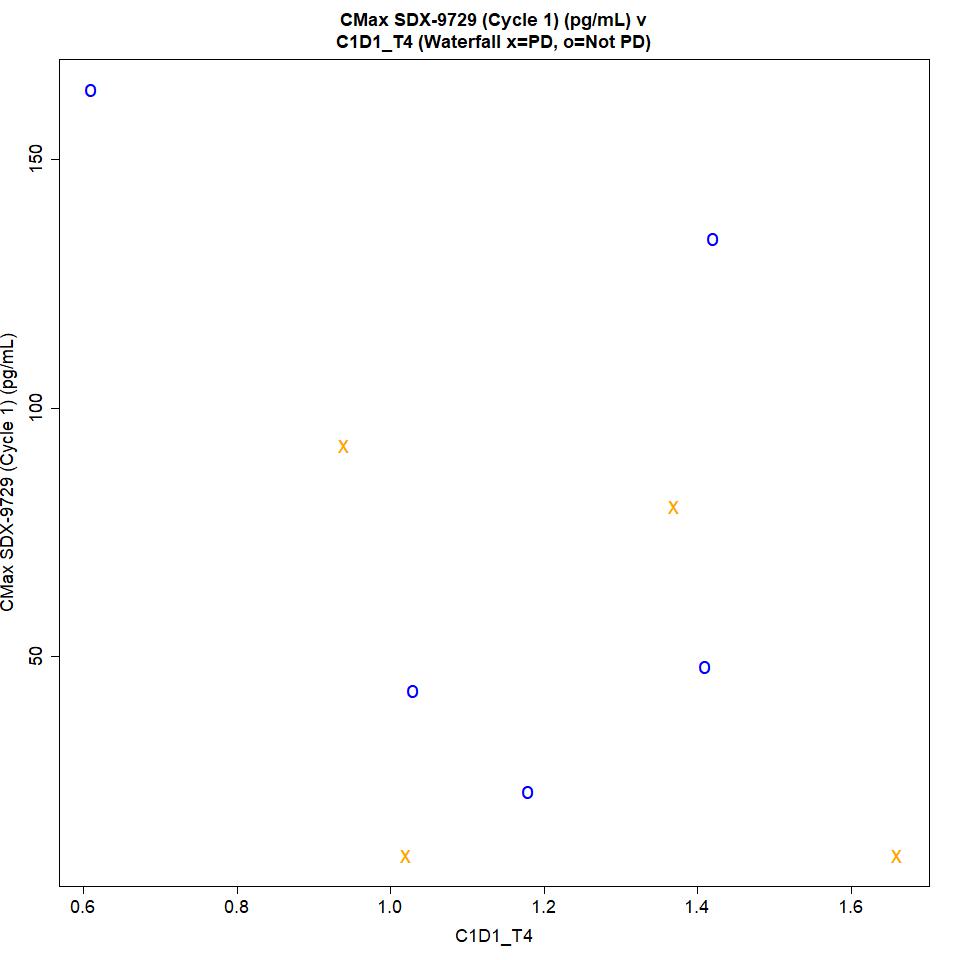 CMax SDX-9729 (Cycle 1) (pg/mL) v
C1D1_T4 (Waterfall x=PD, o=Not PD)
CMax SDX-9729 (Cycle 1) (pg/mL)
150
100
50
O
O
X
X
O
O
O
X
X
0.6
0.8
1.0
1.2
1.4
1.6
C1D1_T4